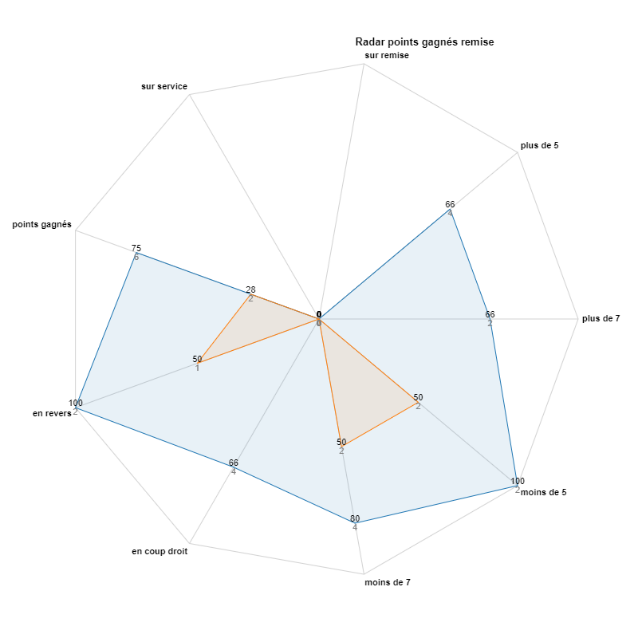 Radar points gagnés remise
sur remise
sur service
plus de 5
66
4
points gagnés
75
6
28
2
0
0
66
2
plus de 7
50
1
100
2
en revers
50
2
50
2
66
4
100
2
moins de 5
80
4
en coup droit
moins de 7